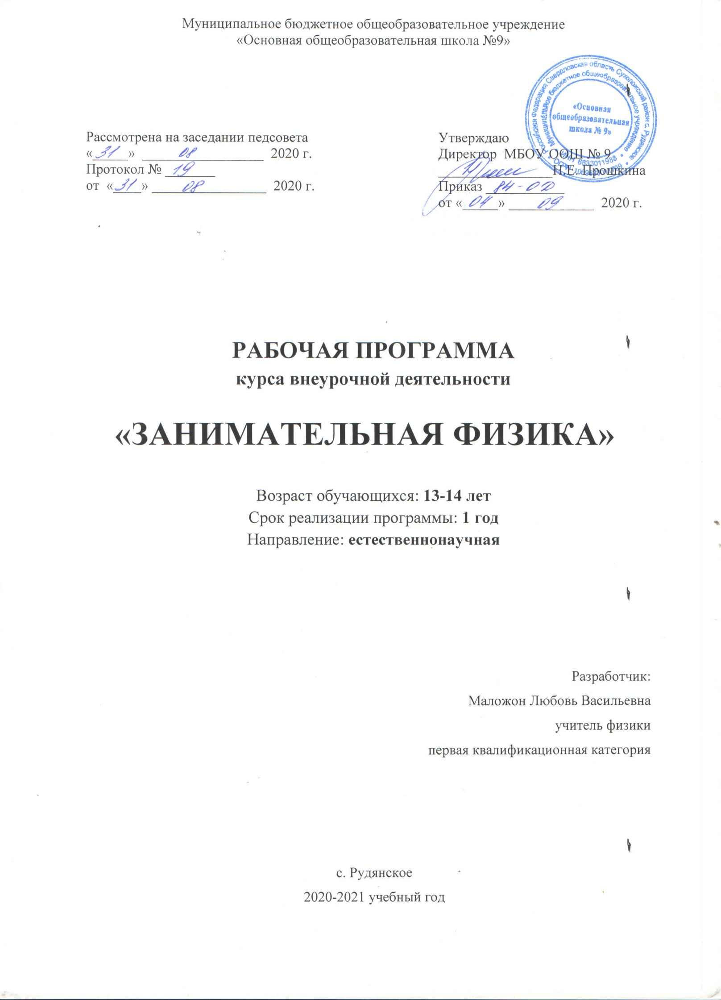 Муниципальное бюджетное общеобразовательное учреждение
«Основная общеобразовательная школа №9»
Российская Федерация Свердловская область Сухоложский район с. Рудянское
Муниципальное бюджетное общеобразовательное учреждение
«Основная
общеобразовательная
школа № 9»
ИНН 6633011988
ОГРН
Рассмотрена на заседании педсовета
«31» 08 2020 г.
Протокол № 19
от «31» 08 2020 г.
Утверждаю
Директор МБОУ ООШ № 9
Н.Е. Прошкина
Приказ 84-ОД
от «04» 09 2020 г.
РАБОЧАЯ ПРОГРАММА
курса внеурочной деятельности
«ЗАНИМАТЕЛЬНАЯ ФИЗИКА»
Возраст обучающихся: 13-14 лет
Срок реализации программы: 1 год
Направление: естественнонаучная
Разработчик:
Маложон Любовь Васильевна
учитель физики
первая квалификационная категория
с. Рудянское
2020-2021 учебный год